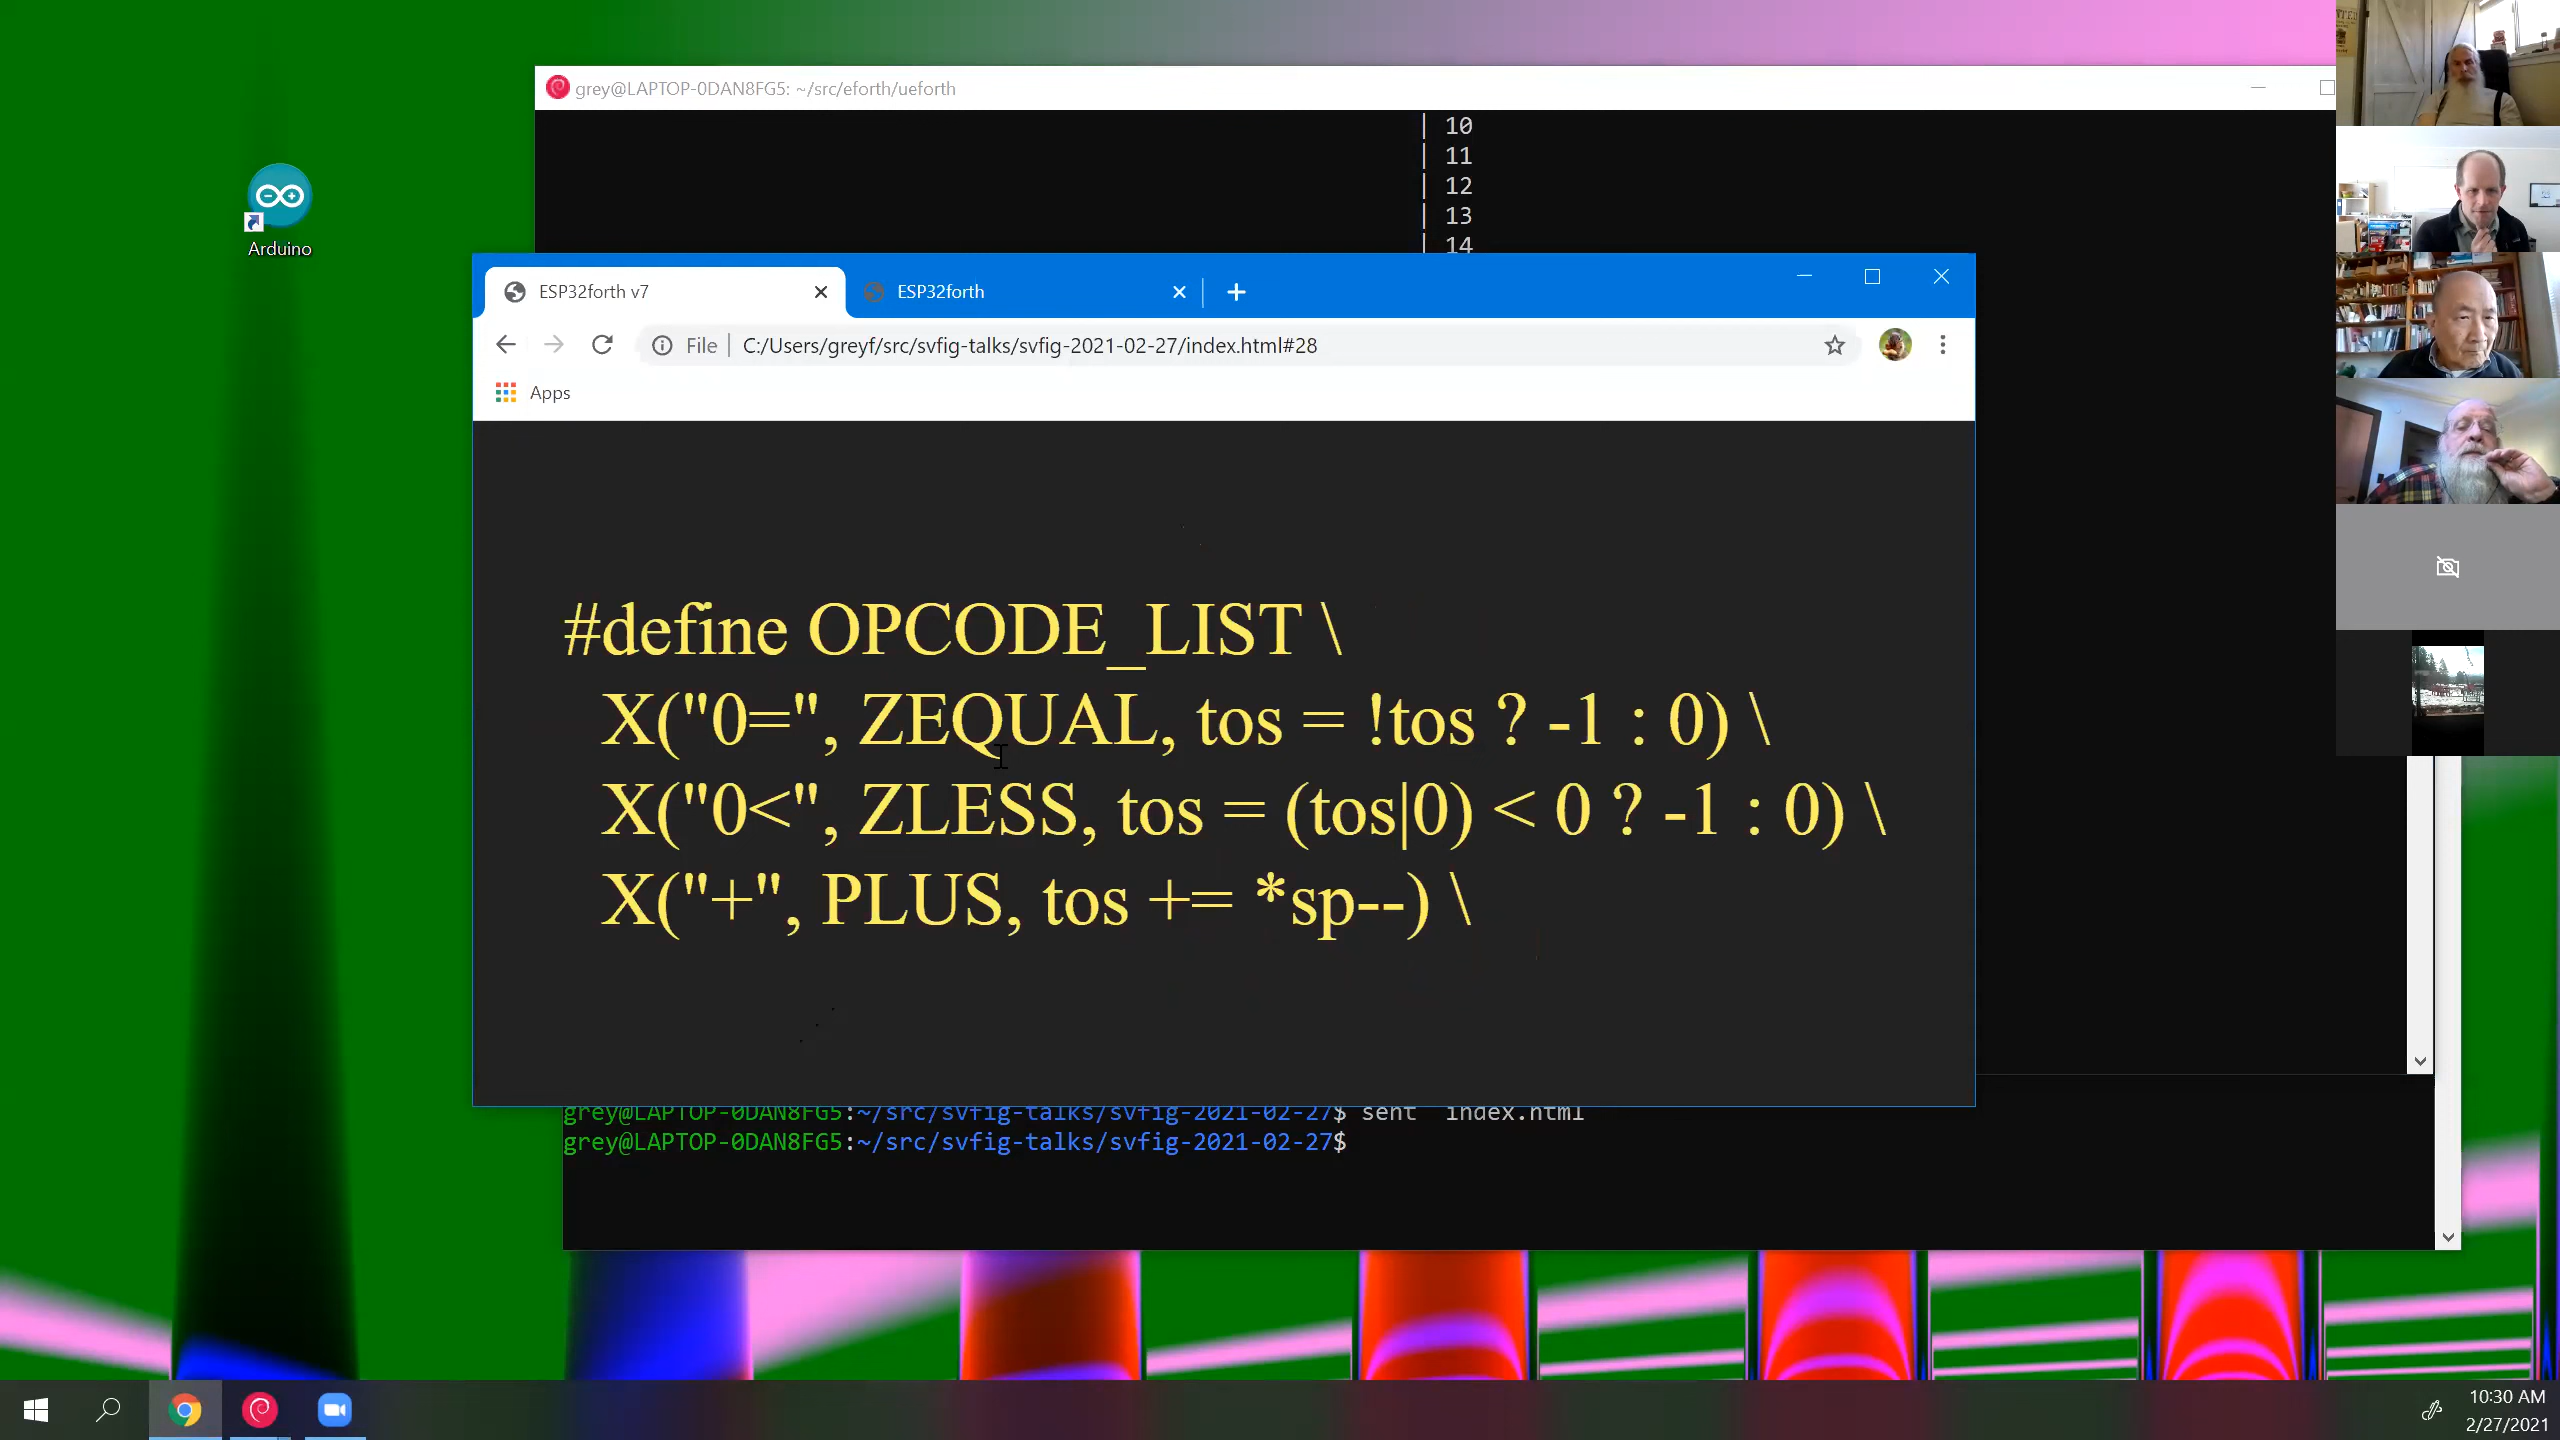 grey@LAPTOP-0DAN8FG5: ~/src/eforth/ueforth
| 10
| 11
| 12
| 13
| 14
Arduino
ESP32forth v7
ESP32forth
File
C:/Users/greyf/src/svfig-talks/svfig-2021-02-27/index.html#28
Apps
#define OPCODE_LIST \
X("0=", ZEQUAL, tos = !tos ? -1 : 0) \
X("0<", ZLESS, tos = (tos|0) < 0 ? -1 : 0) \
X("+", PLUS, tos += *sp--) \
grey@LAPTOP-0DAN8FG5:~/src/svfig-talks/svfig-2021-02-27$ sent index.html
grey@LAPTOP-0DAN8FG5:~/src/svfig-talks/svfig-2021-02-27$
10:30 AM
2/27/2021